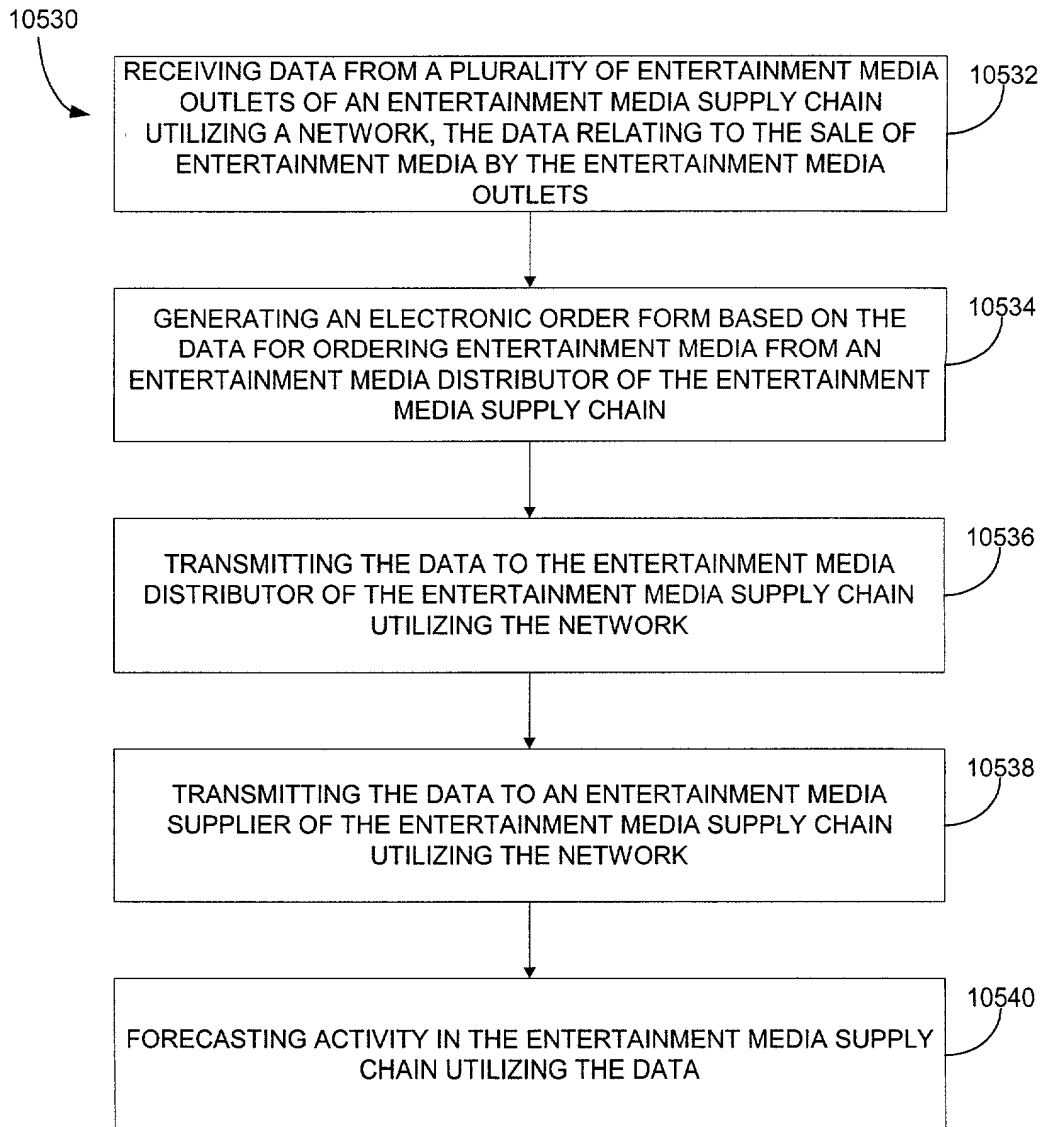 10530
RECEIVING DATA FROM A PLURALITY OF ENTERTAINMENT MEDIA
OUTLETS OF AN ENTERTAINMENT MEDIA SUPPLY CHAIN
UTILIZING A NETWORK, THE DATA RELATING TO THE SALE OF
ENTERTAINMENT MEDIA BY THE ENTERTAINMENT MEDIA
OUTLETS
10532
GENERATING AN ELECTRONIC ORDER FORM BASED ON THE
DATA FOR ORDERING ENTERTAINMENT MEDIA FROM AN
ENTERTAINMENT MEDIA DISTRIBUTOR OF THE ENTERTAINMENT
MEDIA SUPPLY CHAIN
10534
TRANSMITTING THE DATA TO THE ENTERTAINMENT MEDIA
DISTRIBUTOR OF THE ENTERTAINMENT MEDIA SUPPLY CHAIN
UTILIZING THE NETWORK
10536
TRANSMITTING THE DATA TO AN ENTERTAINMENT MEDIA
SUPPLIER OF THE ENTERTAINMENT MEDIA SUPPLY CHAIN
UTILIZING THE NETWORK
10538
FORECASTING ACTIVITY IN THE ENTERTAINMENT MEDIA SUPPLY
CHAIN UTILIZING THE DATA
10540